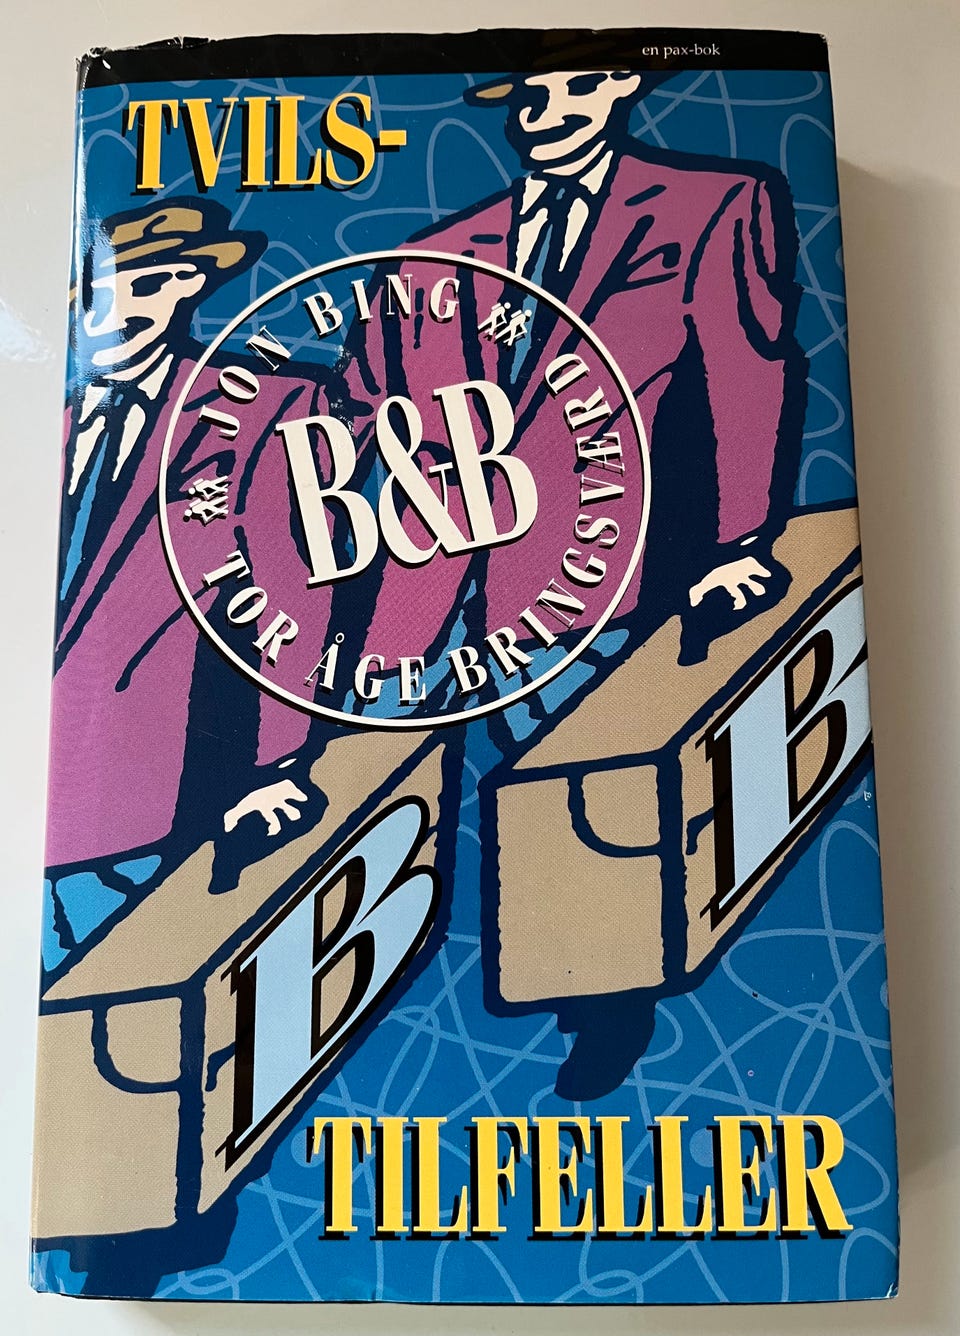 en pax-bok
TVILS-
JON BING
B&B
TOR ÅGE BRINGSVÆRD
B
B
TILFELLER